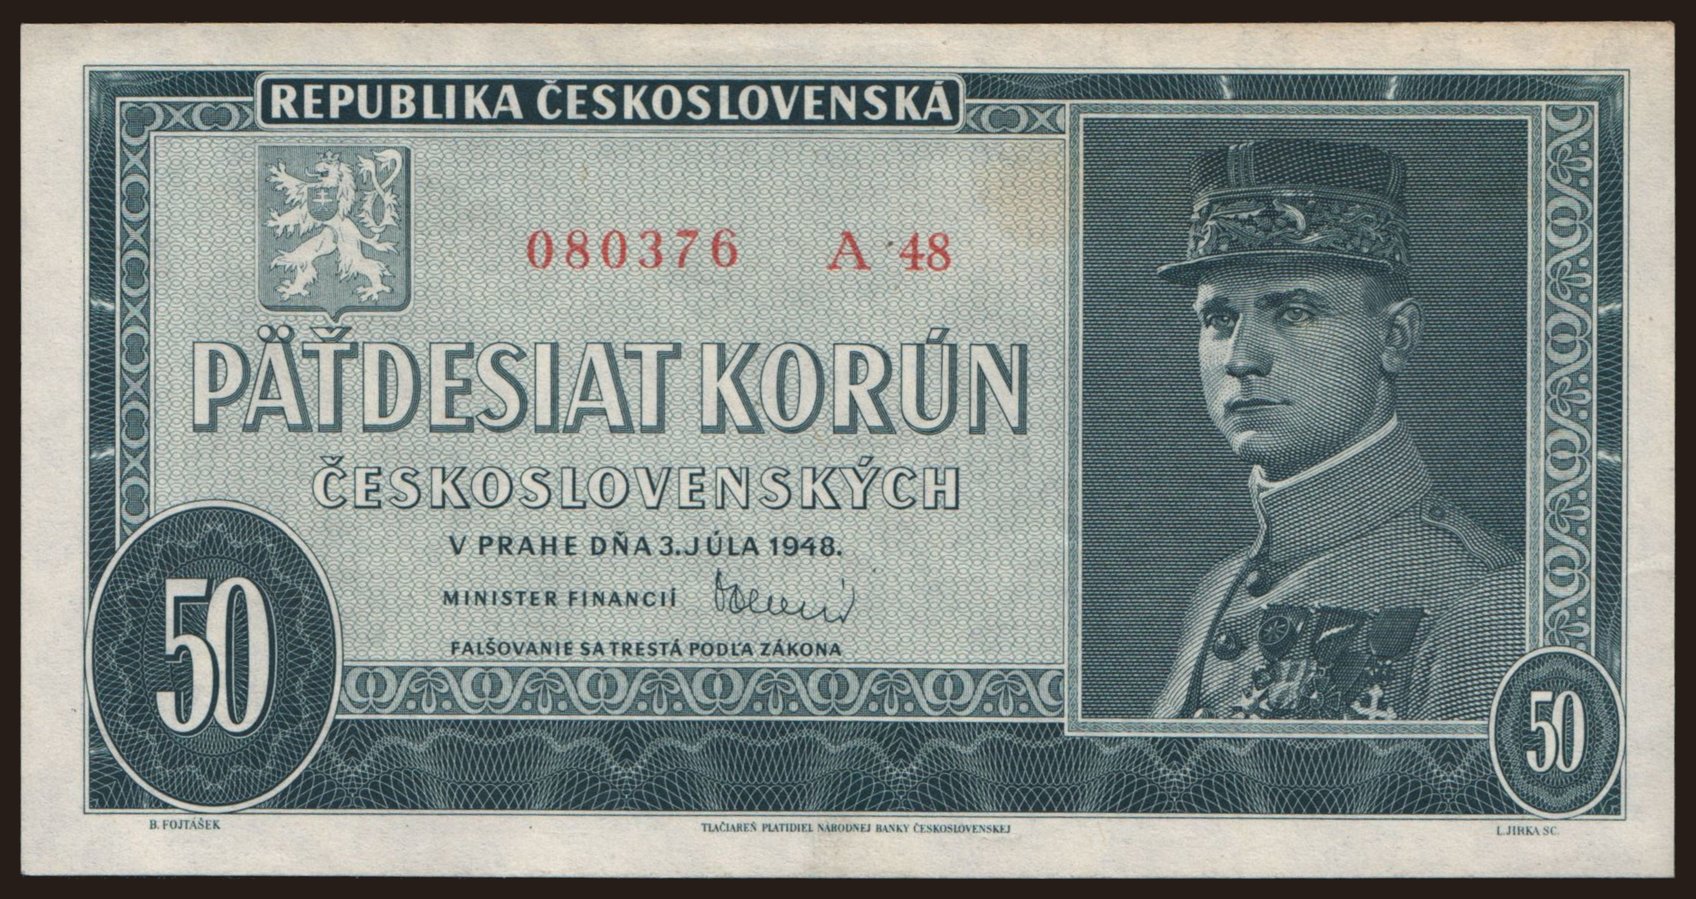 REPUBLIKA ČESKOSLOVENSKÁ
080376 A 48
PÄŤDESIAT KORÚN
ČESKOSLOVENSKÝCH
V PRAHE DŇA 3. JÚLA 1948.
MINISTER FINANCIÍ
FALŠOVANIE SA TRESTÁ PODĽA ZÁKONA
50
50
B. FOJTÁŠEK
TLAČIAREŇ PLATIDIEL NÁRODNEJ BANKY ČESKOSLOVENSKEJ
L. JIRKA SC.